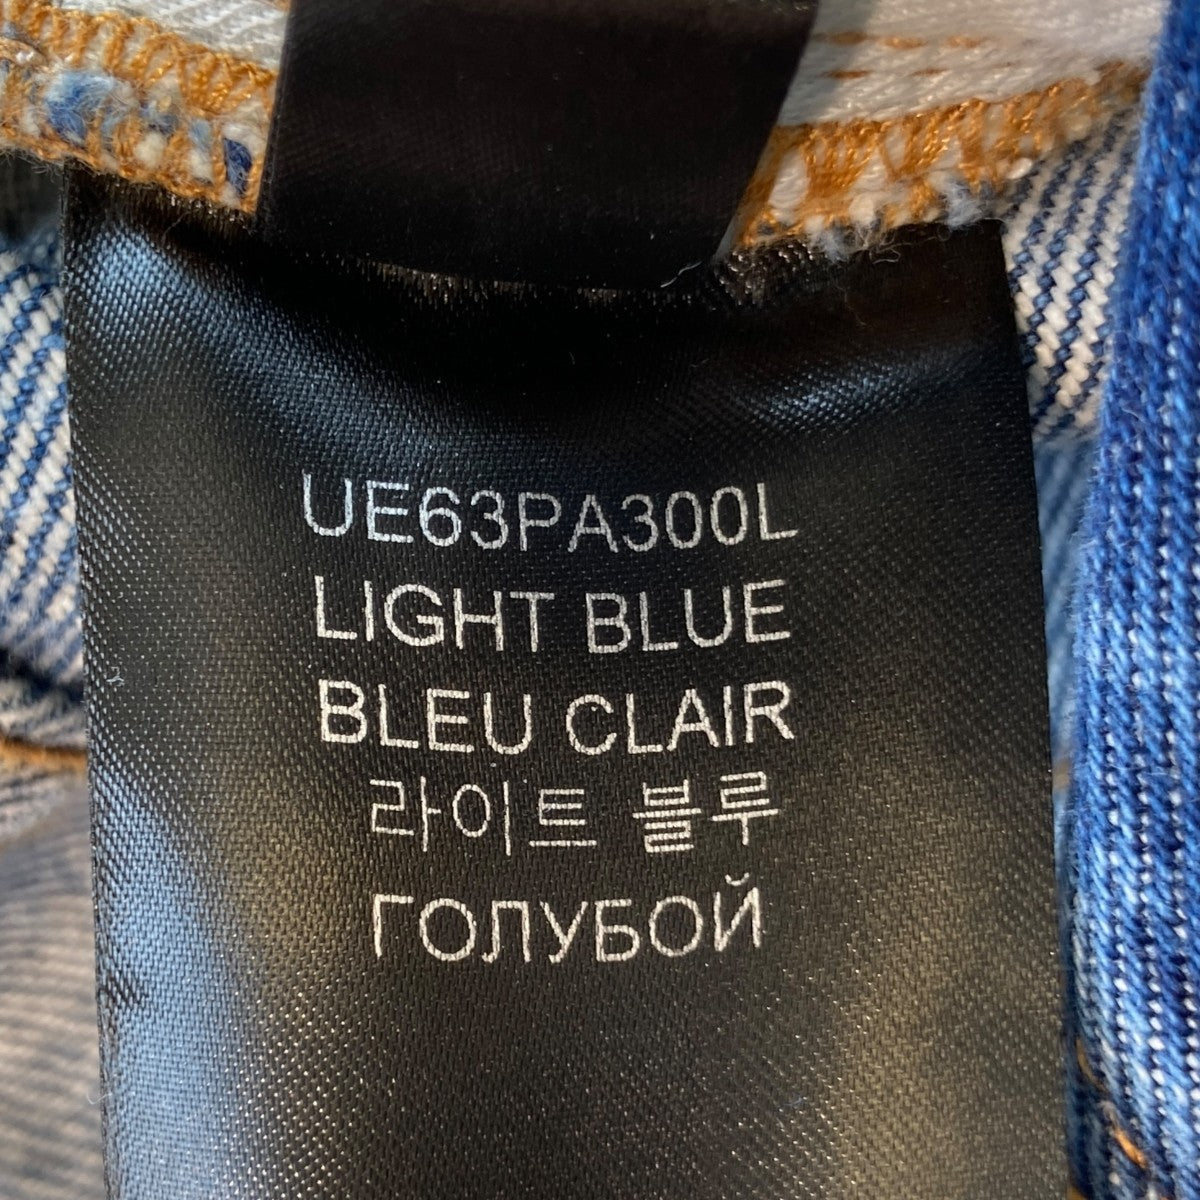 UE63PA300L
LIGHT BLUE
BLEU CLAIR
라이트 블루
ГОЛУБОЙ